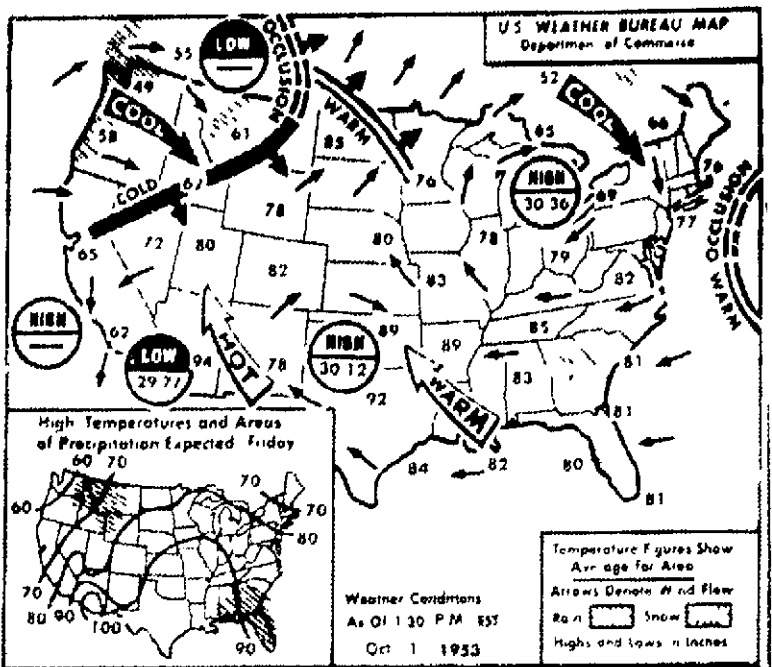 U S WEATHER BUREAU MAP
Department of Commerce
55
LOW
OCCLUSION
49
COOL
58
61
WARM
85
52
COOL
66
COLD
62
76
85
HIGH
30 36
69
76
77
OCCLUSION
WARM
65
72
80
78
80
78
79
82
82
83
HIGH
62
LOW
29 77
94
HOT
78
HIGH
30 12
89
92
89
WARM
85
83
81
81
84
82
80
81
High Temperatures and Areas
of Precipitation Expected Friday
60 70
60
70
70
80
70
80 90
100
90
Weather Conditions
As Of 1 30 P M EST
Oct 1 1953
Temperature Figures Show
Average for Area
Arrows Denote Wind Flow
Rain Snow
Highs and Lows in Inches